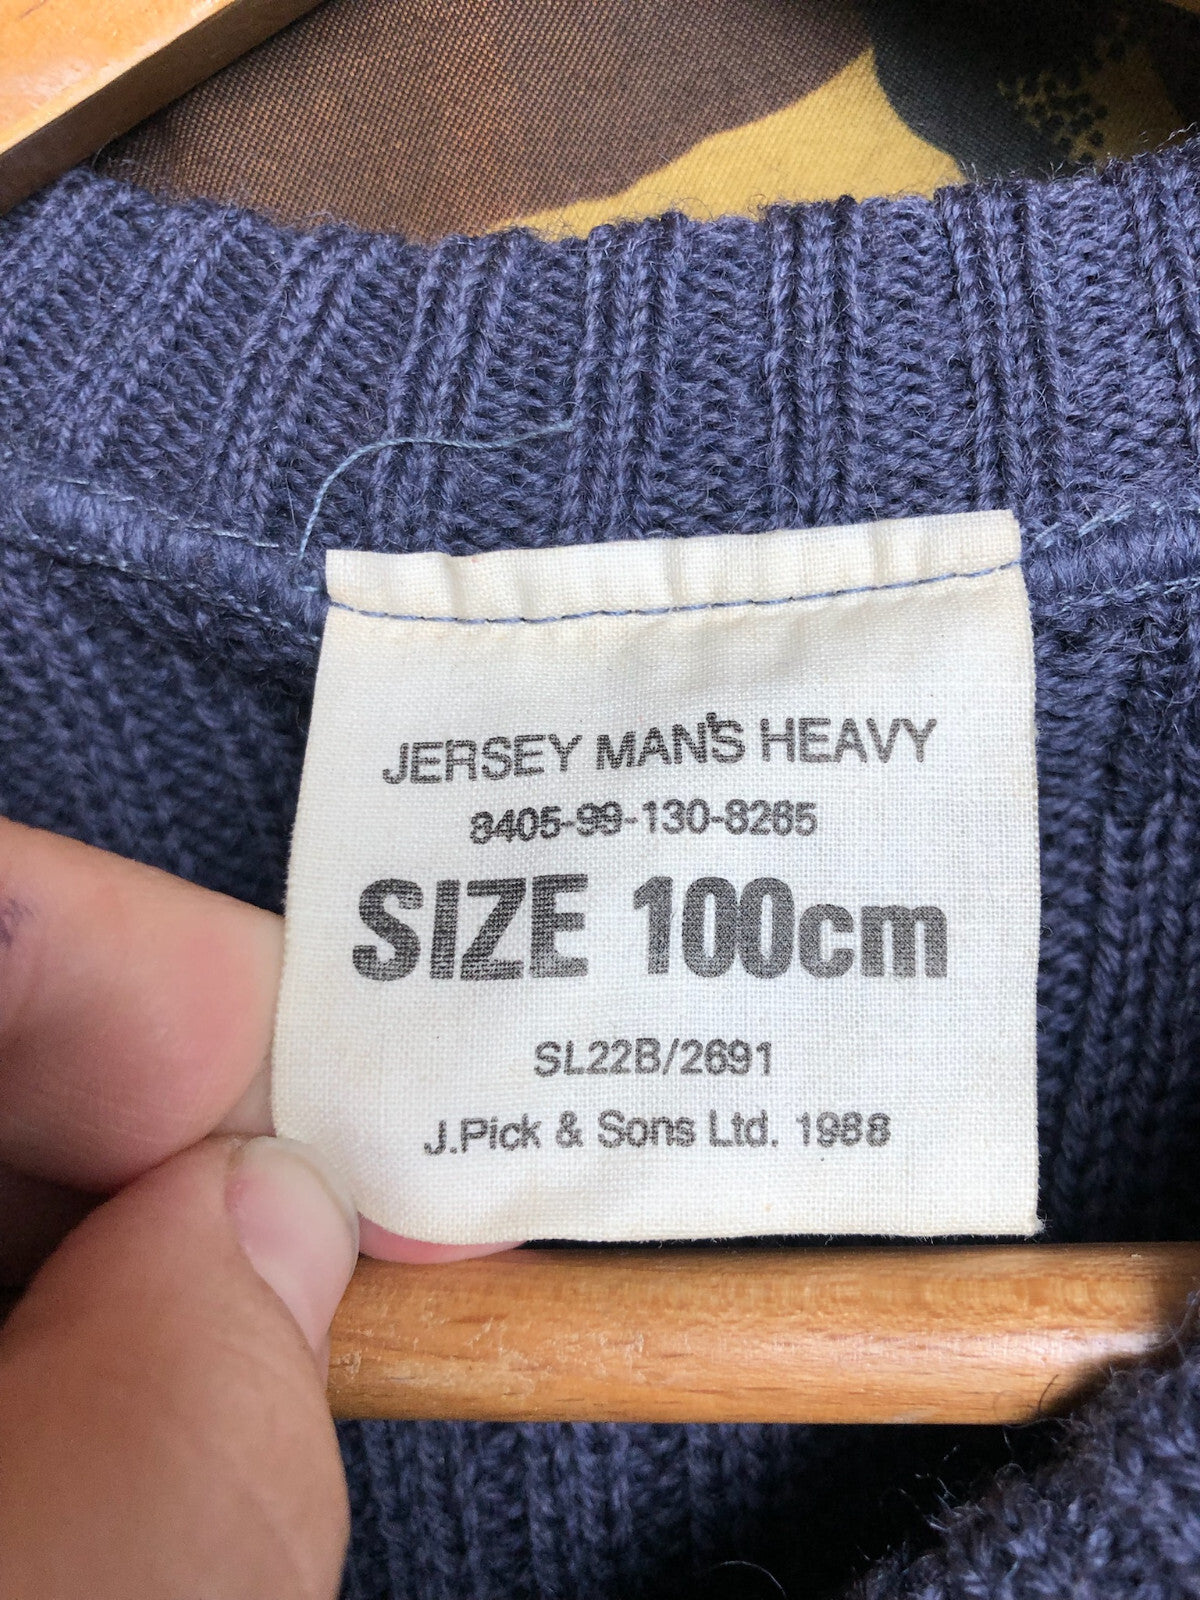 JERSEY MAN'S HEAVY
8405-99-130-8265
SIZE 100cm
SL22B/2691
J.Pick & Sons Ltd. 1988